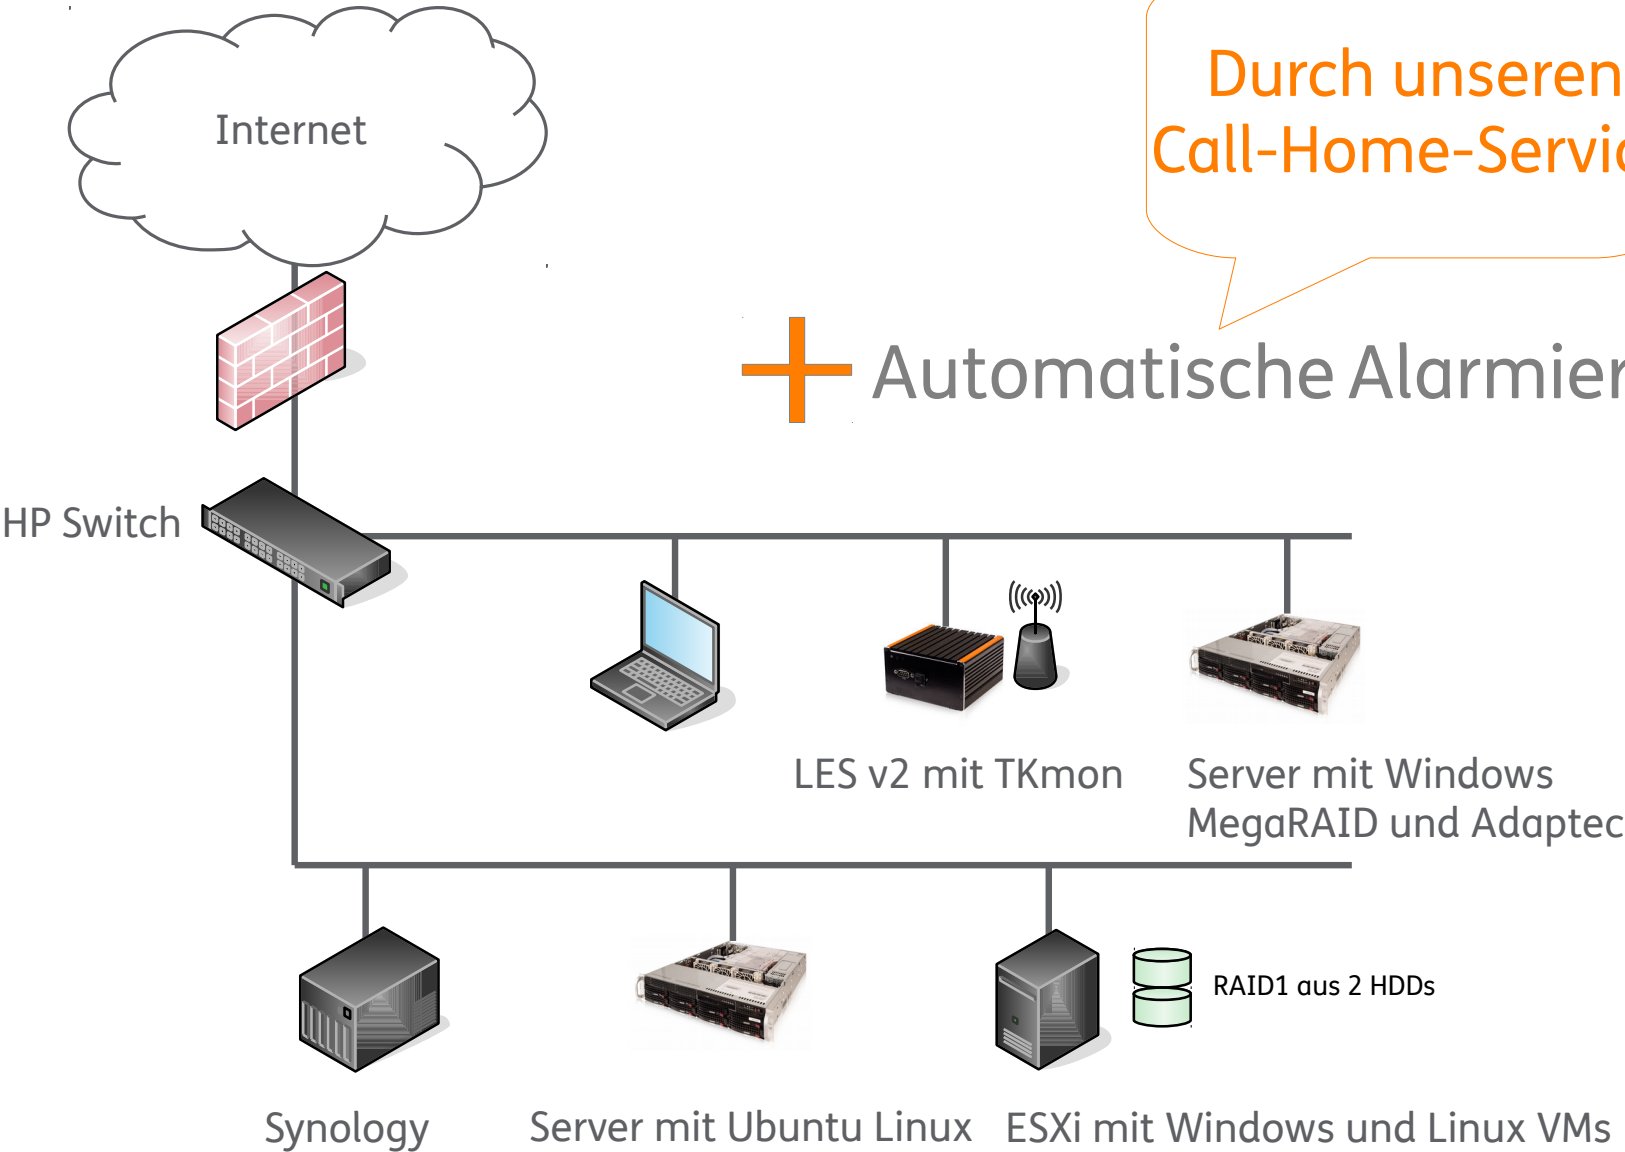 Durch unseren
Call-Home-Servic
Internet
Automatische Alarmier
HP Switch
LES v2 mit TKmon
Server mit Windows
MegaRAID und Adaptec
RAID1 aus 2 HDDs
Synology
Server mit Ubuntu Linux
ESXi mit Windows und Linux VMs